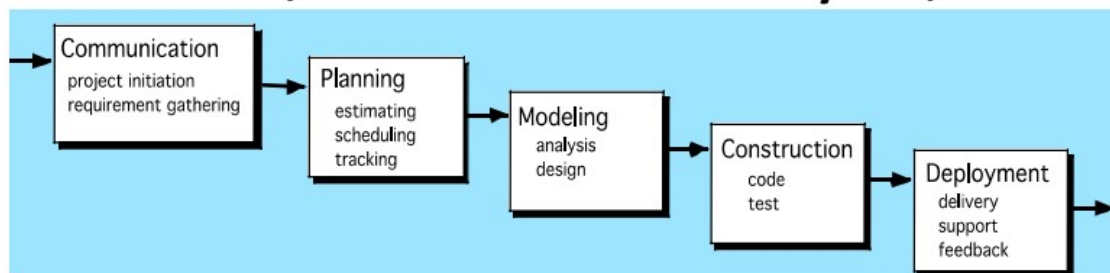 Communication
project initiation
requirement gathering
Planning
estimating
scheduling
tracking
Modeling
analysis
design
Construction
code
test
Deployment
delivery
support
feedback